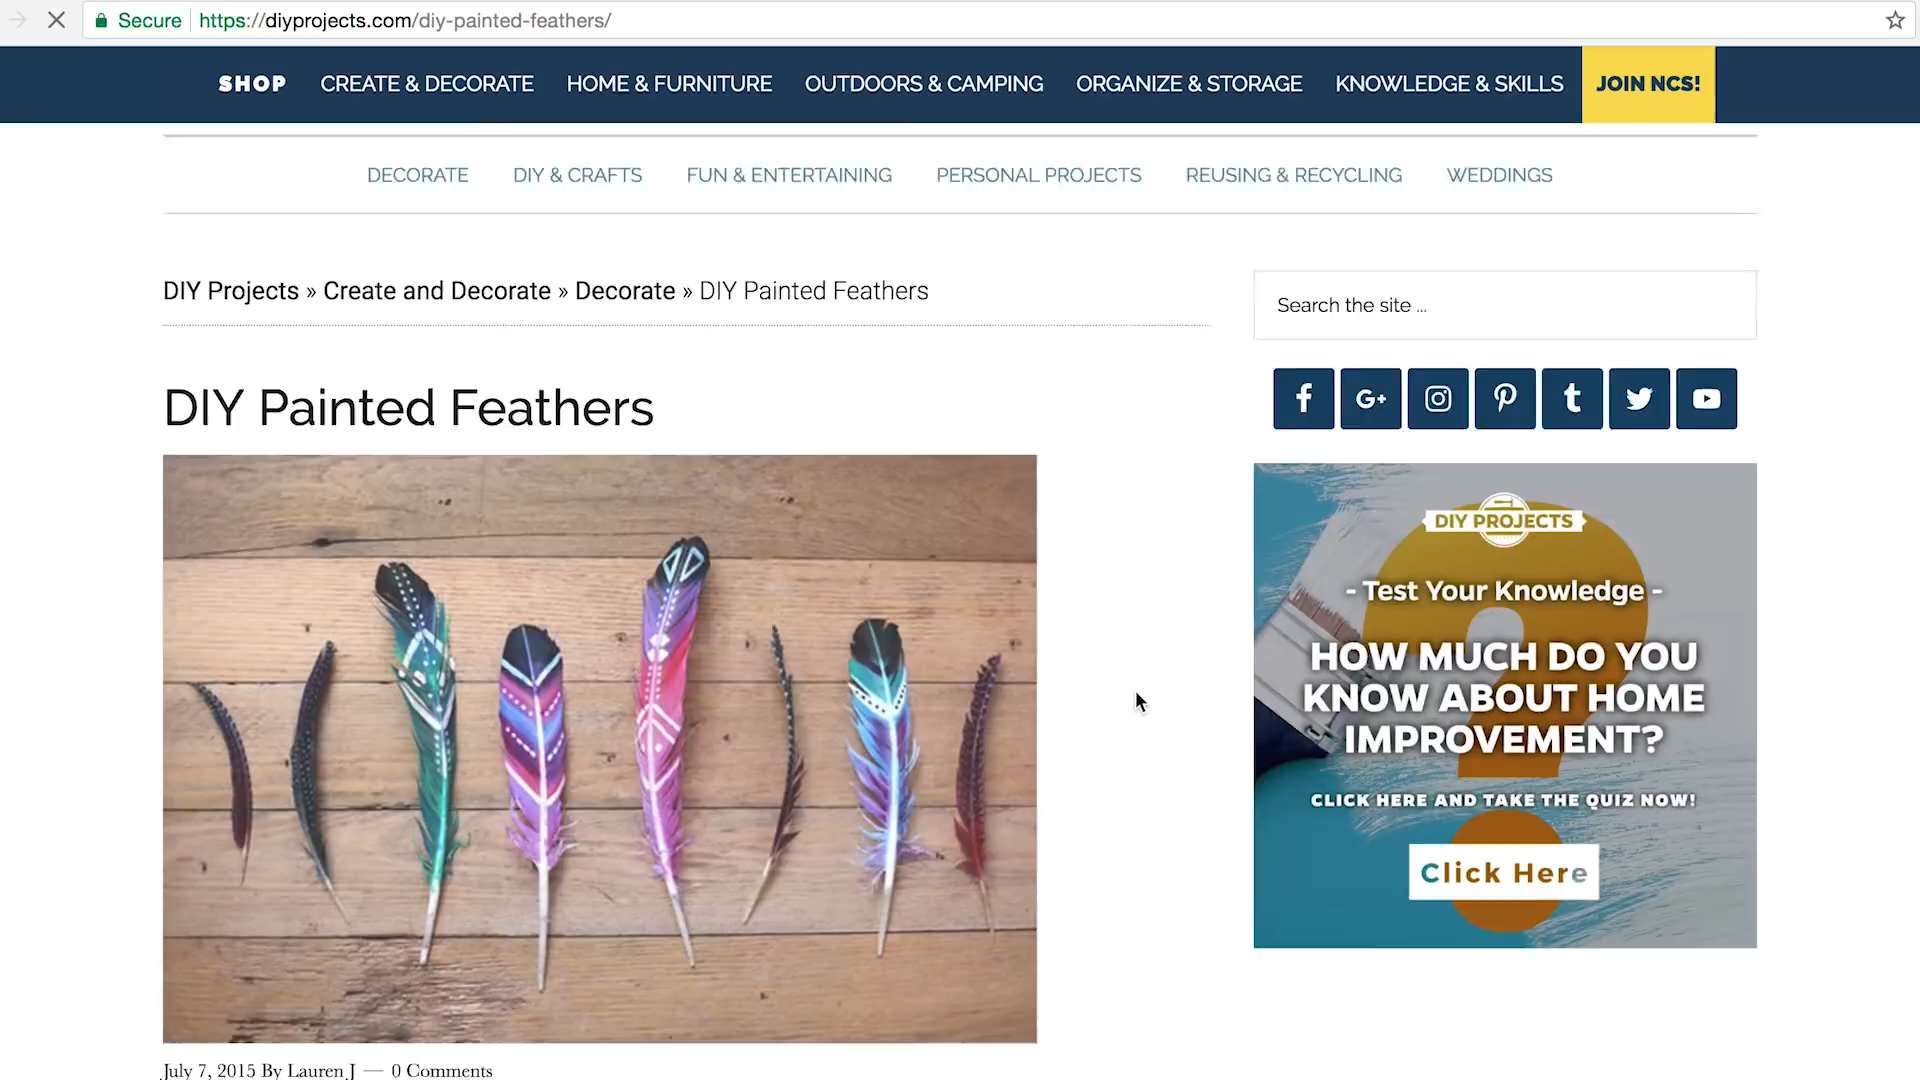 Secure https://diyprojects.com/diy-painted-feathers/
SHOP CREATE & DECORATE HOME & FURNITURE OUTDOORS & CAMPING ORGANIZE & STORAGE KNOWLEDGE & SKILLS JOIN NCS!
DECORATE DIY & CRAFTS FUN & ENTERTAINING PERSONAL PROJECTS REUSING & RECYCLING WEDDINGS
DIY Projects » Create and Decorate » Decorate » DIY Painted Feathers
DIY Painted Feathers
July 7, 2015 By Lauren J — 0 Comments
Search the site ...
DIY PROJECTS
- Test Your Knowledge -
HOW MUCH DO YOU
KNOW ABOUT HOME
IMPROVEMENT?
CLICK HERE AND TAKE THE QUIZ NOW!
Click Here